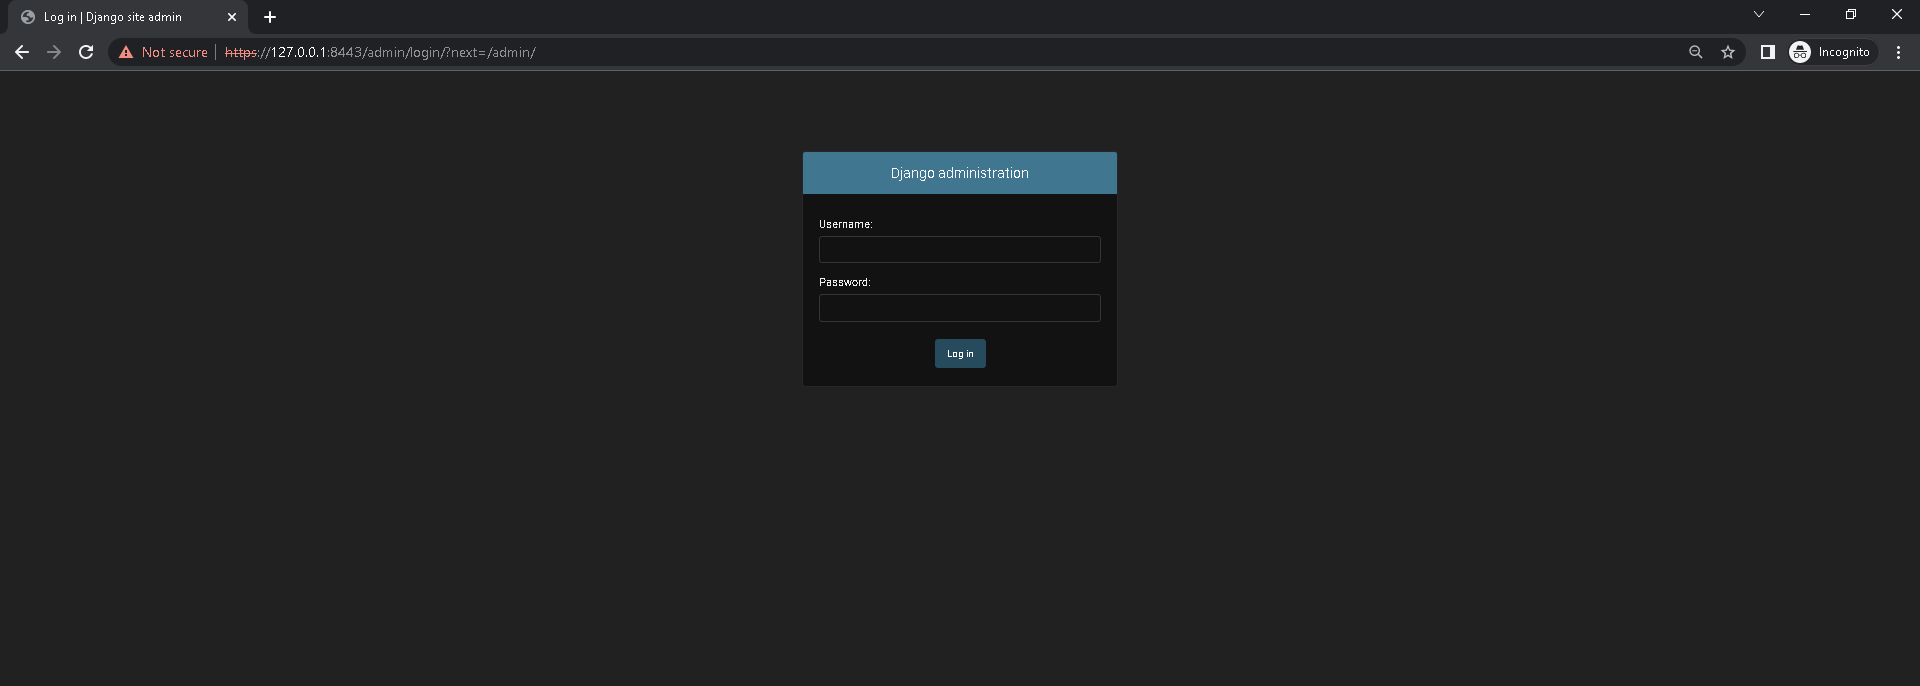 Log in | Django site admin
Not secure | https://127.0.0.1:8443/admin/login/?next=/admin/
Incognito
Django administration
Username:
Password:
Log in